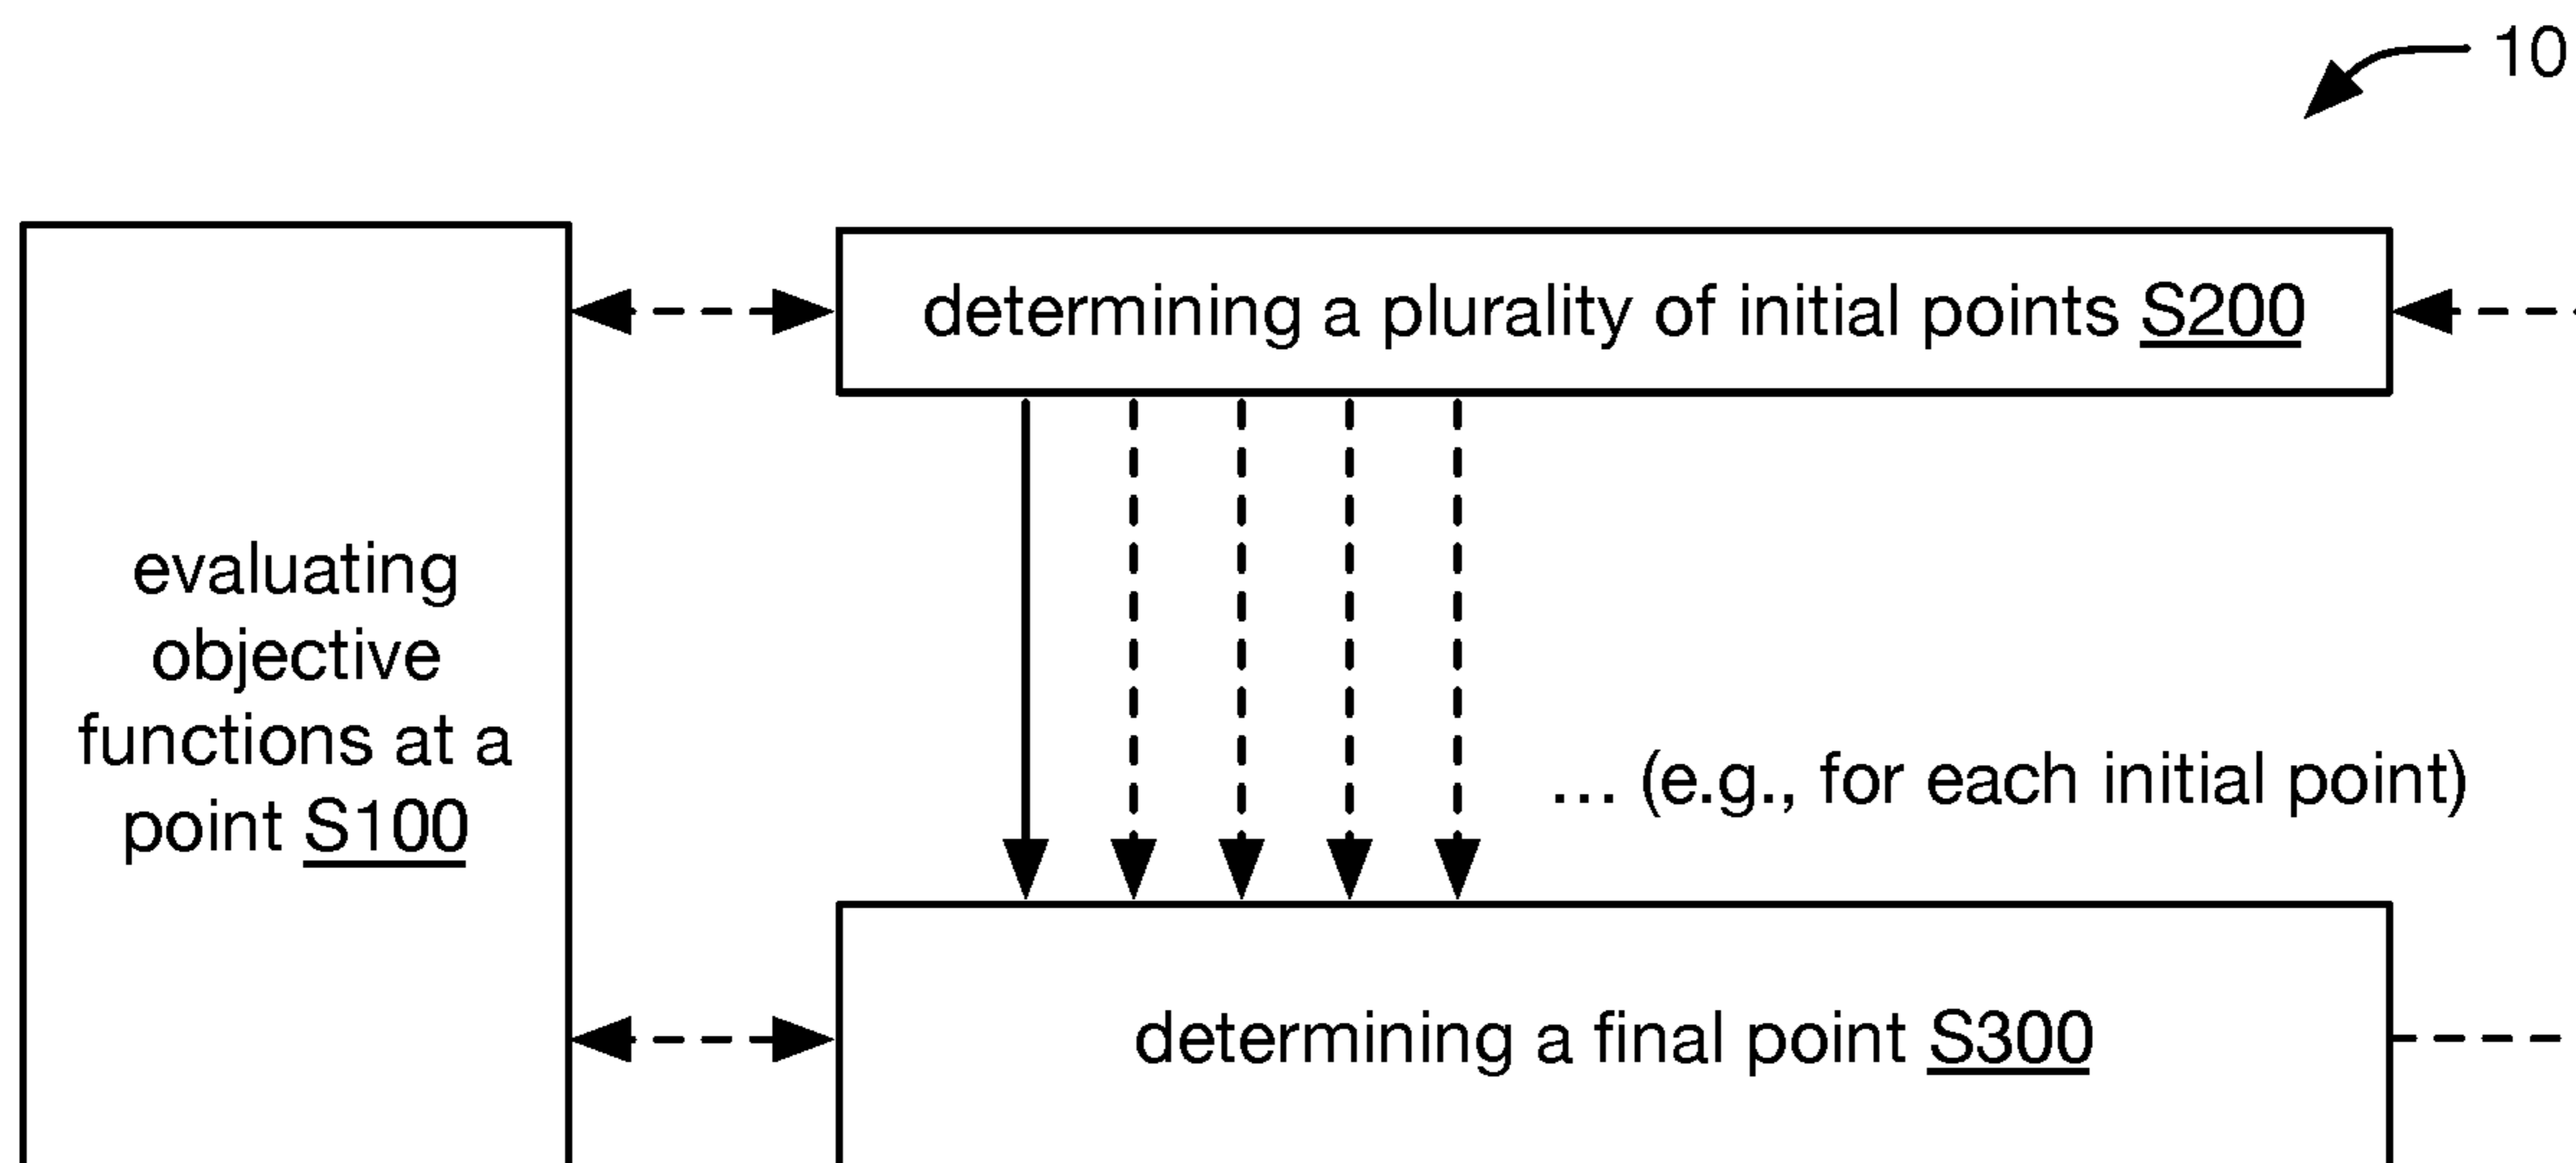 10
determining a plurality of initial points S200
evaluating
objective
functions at a
point S100
... (e.g., for each initial point)
determining a final point S300